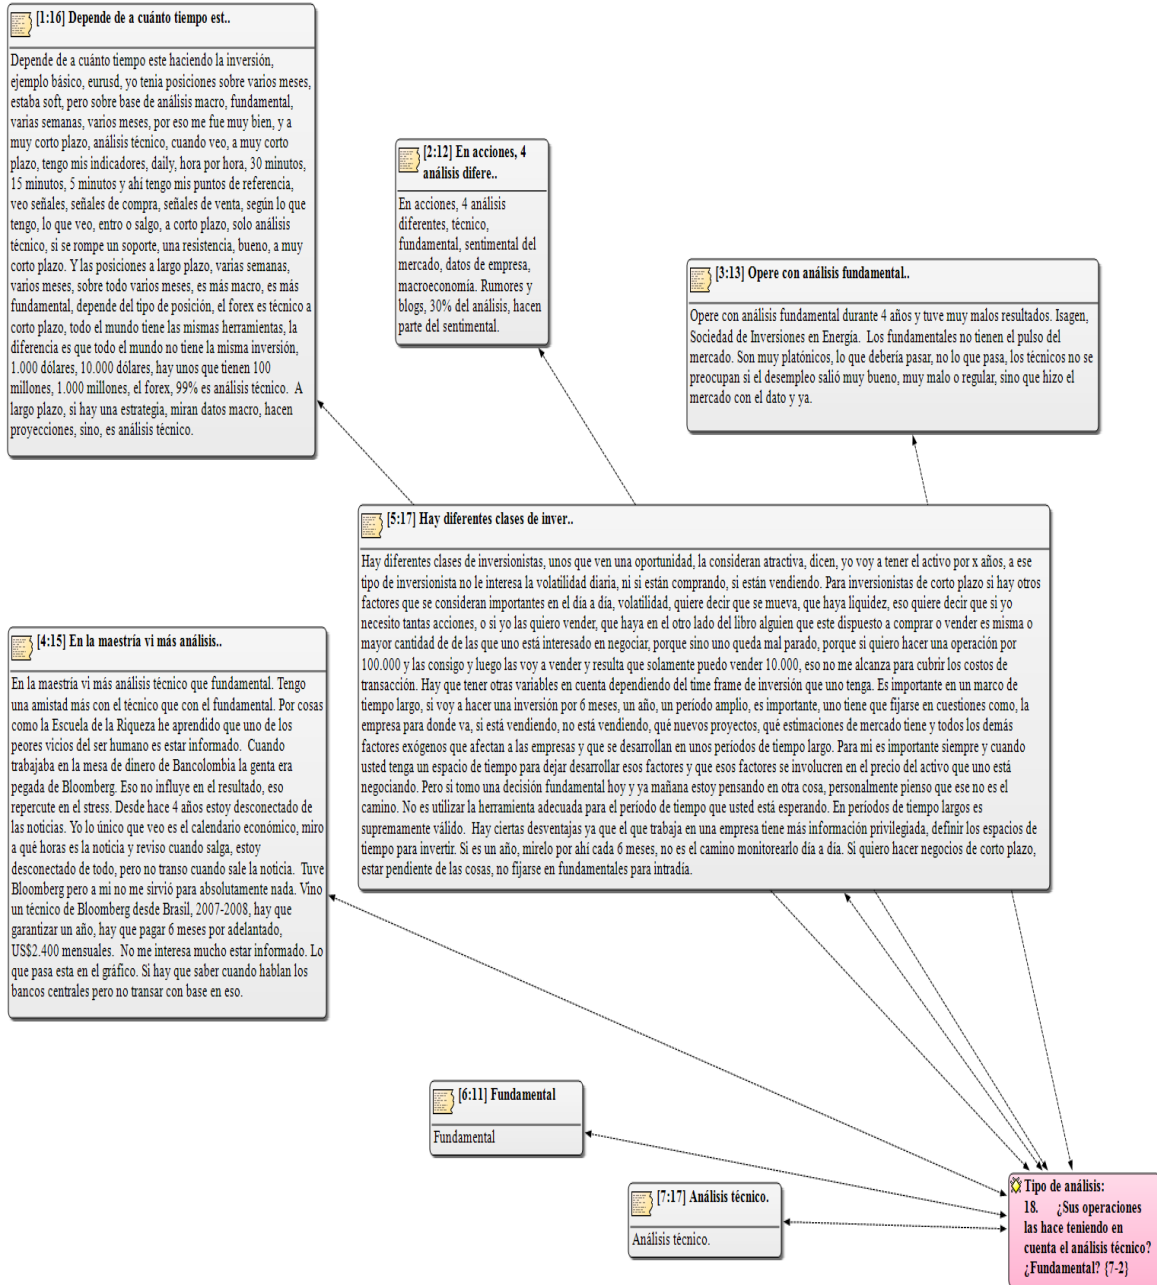 [1:16] Depende de a cuánto tiempo est..
Depende de a cuánto tiempo este haciendo la inversión,
ejemplo básico, eurusd, yo tenia posiciones sobre varios meses,
estaba soft, pero sobre base de análisis macro, fundamental,
varias semanas, varios meses, por eso me fue muy bien, y a
muy corto plazo, análisis técnico, cuando veo, a muy corto
plazo, tengo mis indicadores, daily, hora por hora, 30 minutos,
15 minutos, 5 minutos y ahí tengo mis puntos de referencia,
veo señales, señales de compra, señales de venta, según lo que
tengo, lo que veo, entro o salgo, a corto plazo, solo análisis
técnico, si se rompe un soporte, una resistencia, bueno, a muy
corto plazo. Y las posiciones a largo plazo, varias semanas,
varios meses, sobre todo varios meses, es más macro, es más
fundamental, depende del tipo de posición, el forex es técnico a
corto plazo, todo el mundo tiene las mismas herramientas, la
diferencia es que todo el mundo no tiene la misma inversión,
1.000 dólares, 10.000 dólares, hay unos que tienen 100
millones, 1.000 millones, el forex, 99% es análisis técnico. A
largo plazo, si hay una estrategia, miran datos macro, hacen
proyecciones, sino, es análisis técnico.
[2:12] En acciones, 4
análisis difere..
En acciones, 4 análisis
diferentes, técnico,
fundamental, sentimental del
mercado, datos de empresa,
macroeconomía. Rumores y
blogs, 30% del análisis, hacen
parte del sentimental.
[3:13] Opere con análisis fundamental..
Opere con análisis fundamental durante 4 años y tuve muy malos resultados. Isagen,
Sociedad de Inversiones en Energía. Los fundamentales no tienen el pulso del
mercado. Son muy platónicos, lo que debería pasar, no lo que pasa, los técnicos no se
preocupan si el desempleo salió muy bueno, muy malo o regular, sino que hizo el
mercado con el dato y ya.
[5:17] Hay diferentes clases de inver..
Hay diferentes clases de inversionistas, unos que ven una oportunidad, la consideran atractiva, dicen, yo voy a tener el activo por x años, a ese
tipo de inversionista no le interesa la volatilidad diaria, ni si están comprando, si están vendiendo. Para inversionistas de corto plazo si hay otros
factores que se consideran importantes en el día a día, volatilidad, quiere decir que se mueva, que haya liquidez, eso quiere decir que si yo
necesito tantas acciones, o si yo las quiero vender, que haya en el otro lado del libro alguien que este dispuesto a comprar o vender es misma o
mayor cantidad de de las que uno está interesado en negociar, porque sino uno queda mal parado, porque si quiero hacer una operación por
100.000 y las consigo y luego las voy a vender y resulta que solamente puedo vender 10.000, eso no me alcanza para cubrir los costos de
transacción. Hay que tener otras variables en cuenta dependiendo del time frame de inversión que uno tenga. Es importante en un marco de
tiempo largo, si voy a hacer una inversión por 6 meses, un año, un período amplio, es importante, uno tiene que fijarse en cuestiones como, la
empresa para donde va, si está vendiendo, no está vendiendo, qué nuevos proyectos, qué estimaciones de mercado tiene y todos los demás
factores exógenos que afectan a las empresas y que se desarrollan en unos períodos de tiempo largo. Para mi es importante siempre y cuando
usted tenga un espacio de tiempo para dejar desarrollar esos factores y que esos factores se involucren en el precio del activo que uno está
negociando. Pero si tomo una decisión fundamental hoy y ya mañana estoy pensando en otra cosa, personalmente pienso que ese no es el
camino. No es utilizar la herramienta adecuada para el período de tiempo que usted está esperando. En períodos de tiempo largos es
supremamente válido. Hay ciertas desventajas ya que el que trabaja en una empresa tiene más información privilegiada, definir los espacios de
tiempo para invertir. Si es un año, mirelo por ahí cada 6 meses, no es el camino monitorearlo día a día. Si quiero hacer negocios de corto plazo,
estar pendiente de las cosas, no fijarse en fundamentales para intradía.
[4:15] En la maestría vi más análisis..
En la maestría vi más análisis técnico que fundamental. Tengo
una amistad más con el técnico que con el fundamental. Por cosas
como la Escuela de la Riqueza he aprendido que uno de los
peores vicios del ser humano es estar informado. Cuando
trabajaba en la mesa de dinero de Bancolombia la genta era
pegada de Bloomberg. Eso no influye en el resultado, eso
repercute en el stress. Desde hace 4 años estoy desconectado de
las noticias. Yo lo único que veo es el calendario económico, miro
a qué horas es la noticia y reviso cuando salga, estoy
desconectado de todo, pero no transo cuando sale la noticia. Tuve
Bloomberg pero a mi no me sirvió para absolutamente nada. Vino
un técnico de Bloomberg desde Brasil, 2007-2008, hay que
garantizar un año, hay que pagar 6 meses por adelantado,
US$2.400 mensuales. No me interesa mucho estar informado. Lo
que pasa esta en el gráfico. Si hay que saber cuando hablan los
bancos centrales pero no transar con base en eso.
[6:11] Fundamental
Fundamental
[7:17] Análisis técnico.
Análisis técnico.
Tipo de análisis:
18. ¿Sus operaciones
las hace teniendo en
cuenta el análisis técnico?
¿Fundamental? {7-2}